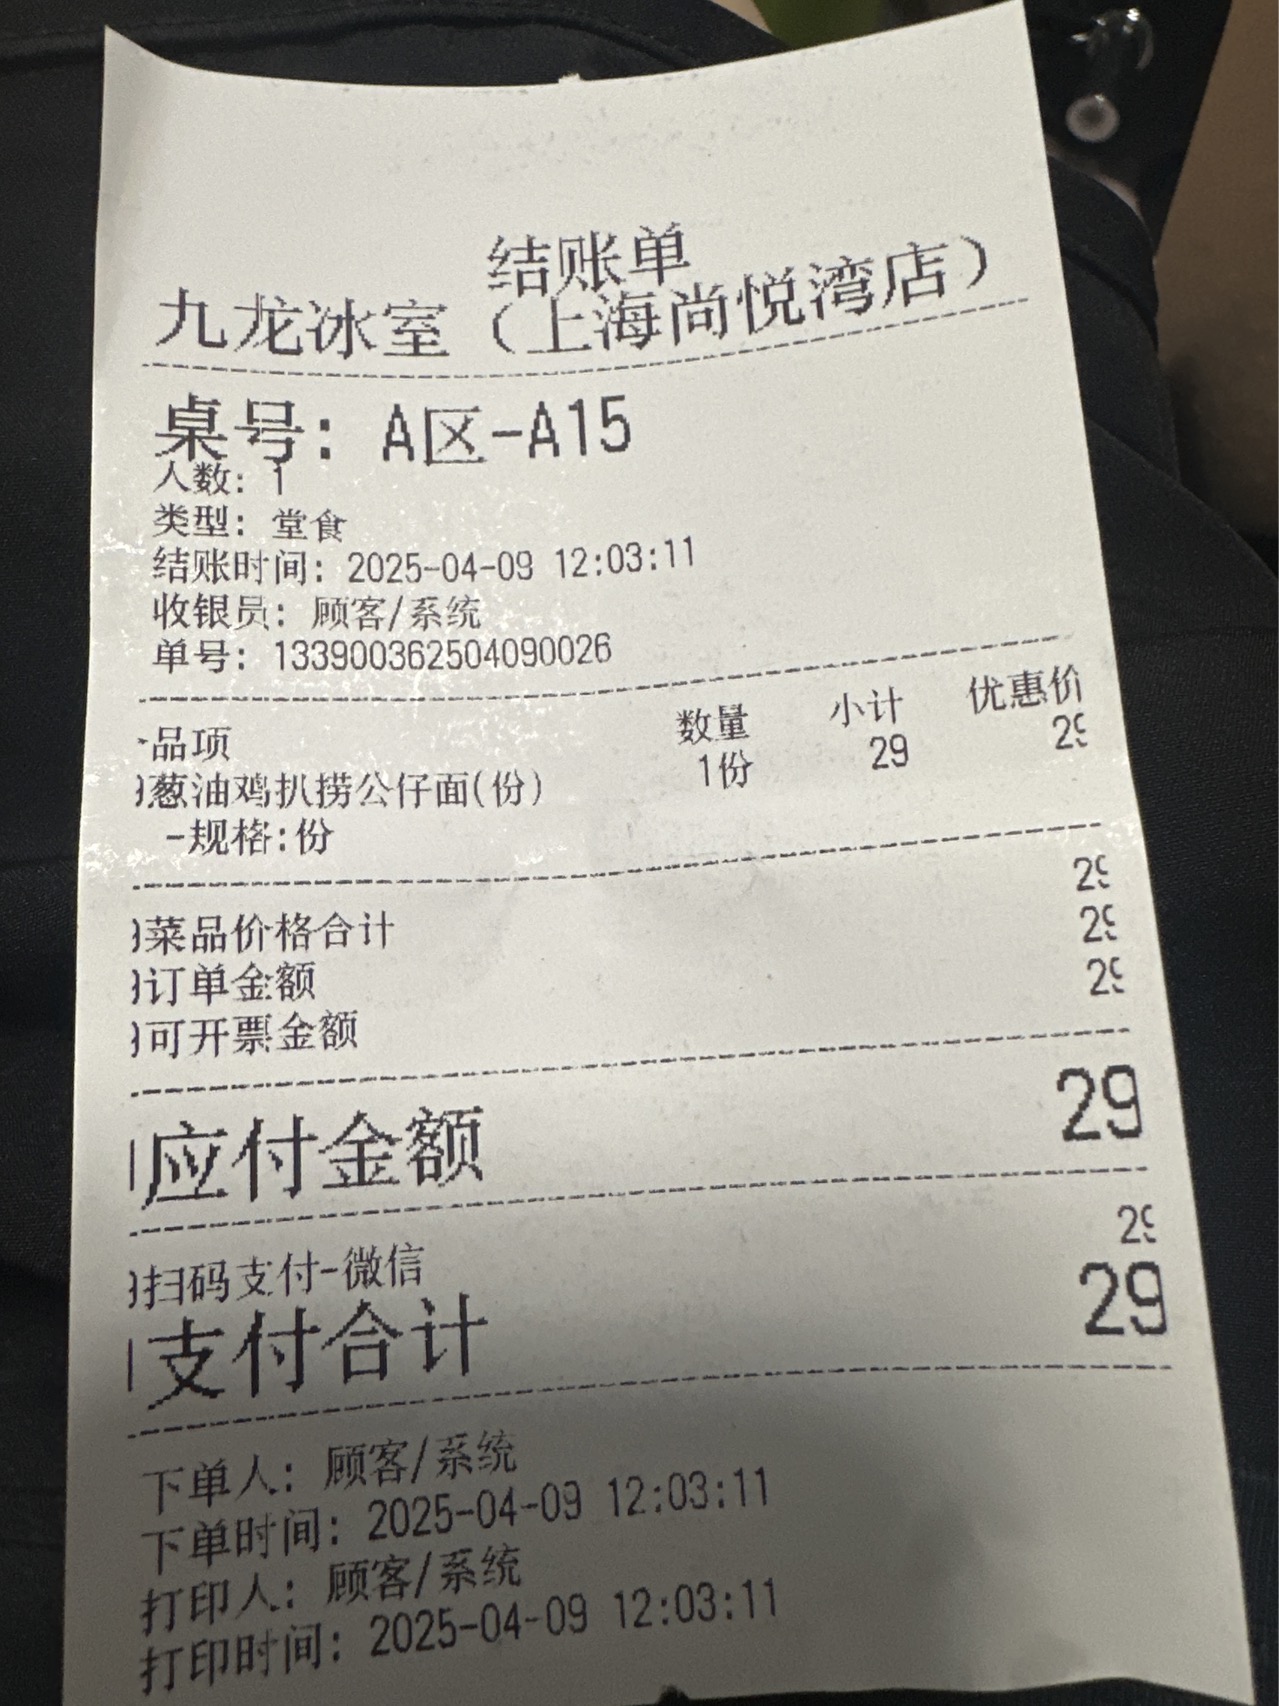 结账单
九龙冰室（上海尚悦湾店）
桌号: A区-A15
人数: 1
类型: 堂食
结账时间: 2025-04-09 12:03:11
收银员: 顾客/系统
单号: 133900362504090026
品项 数量 小计 优惠价
葱油鸡扒捞公仔面(份) 1份 29 29
-规格:份
菜品价格合计 29
订单金额 29
可开票金额 29
应付金额 29
扫码支付-微信 29
支付合计 29
下单人: 顾客/系统
下单时间: 2025-04-09 12:03:11
打印人: 顾客/系统
打印时间: 2025-04-09 12:03:11